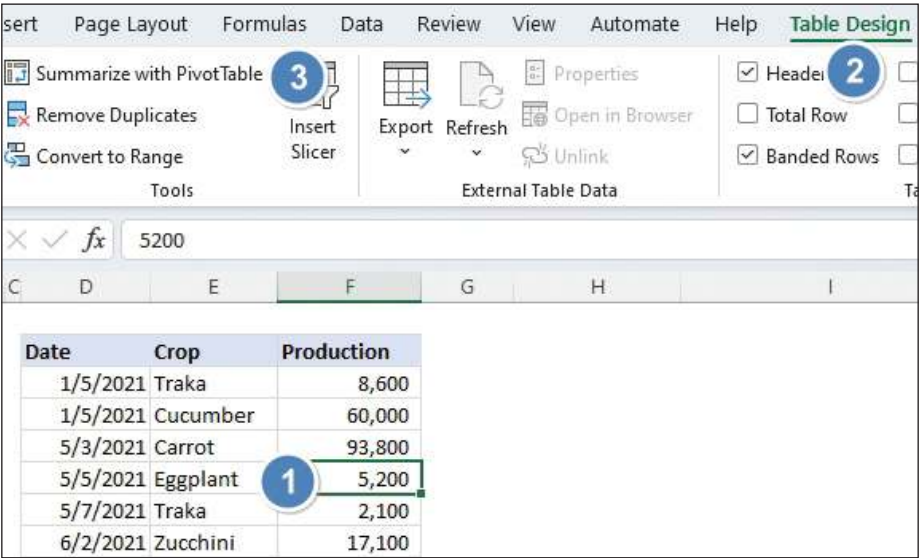 sert Page Layout Formulas Data Review View Automate Help Table Design
Summarize with PivotTable 3 Properties Header 2
Remove Duplicates Insert Slicer Export Refresh Open in Browser Total Row
Convert to Range Unlink Banded Rows
Tools External Table Data Ta
fx 5200
C D E F G H I
Date Crop Production
1/5/2021 Traka 8,600
1/5/2021 Cucumber 60,000
5/3/2021 Carrot 93,800
5/5/2021 Eggplant 1 5,200
5/7/2021 Traka 2,100
6/2/2021 Zucchini 17,100